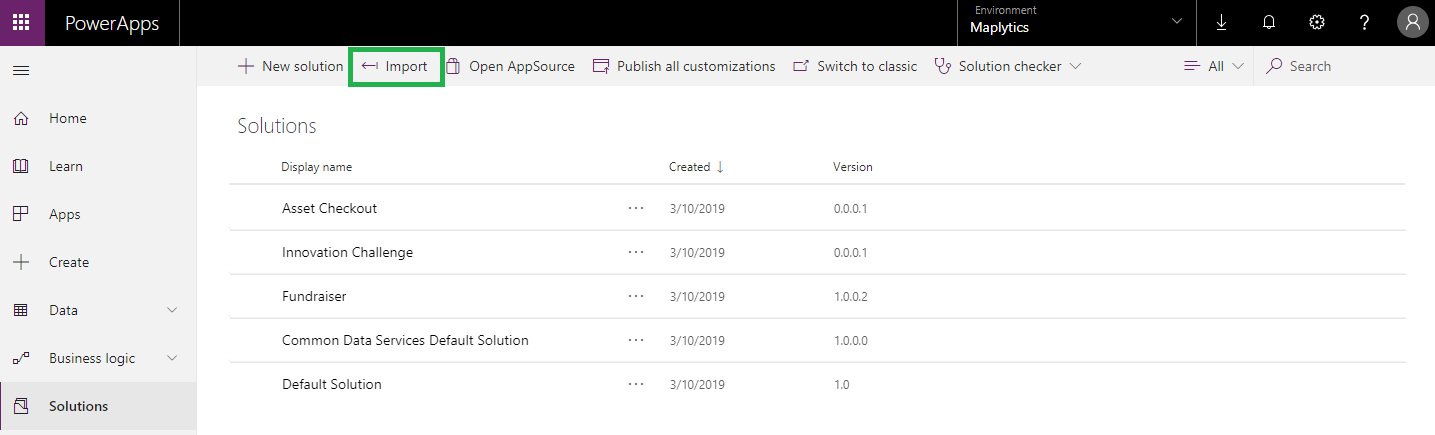 PowerApps
Environment
Maplytics
?
New solution Import Open AppSource Publish all customizations Switch to classic Solution checker All Search
Home
Learn
Apps
Create
Data
Business logic
Solutions
Solutions
Display name Created ↓ Version
Asset Checkout ... 3/10/2019 0.0.0.1
Innovation Challenge ... 3/10/2019 0.0.0.1
Fundraiser ... 3/10/2019 1.0.0.2
Common Data Services Default Solution ... 3/10/2019 1.0.0.0
Default Solution ... 3/10/2019 1.0